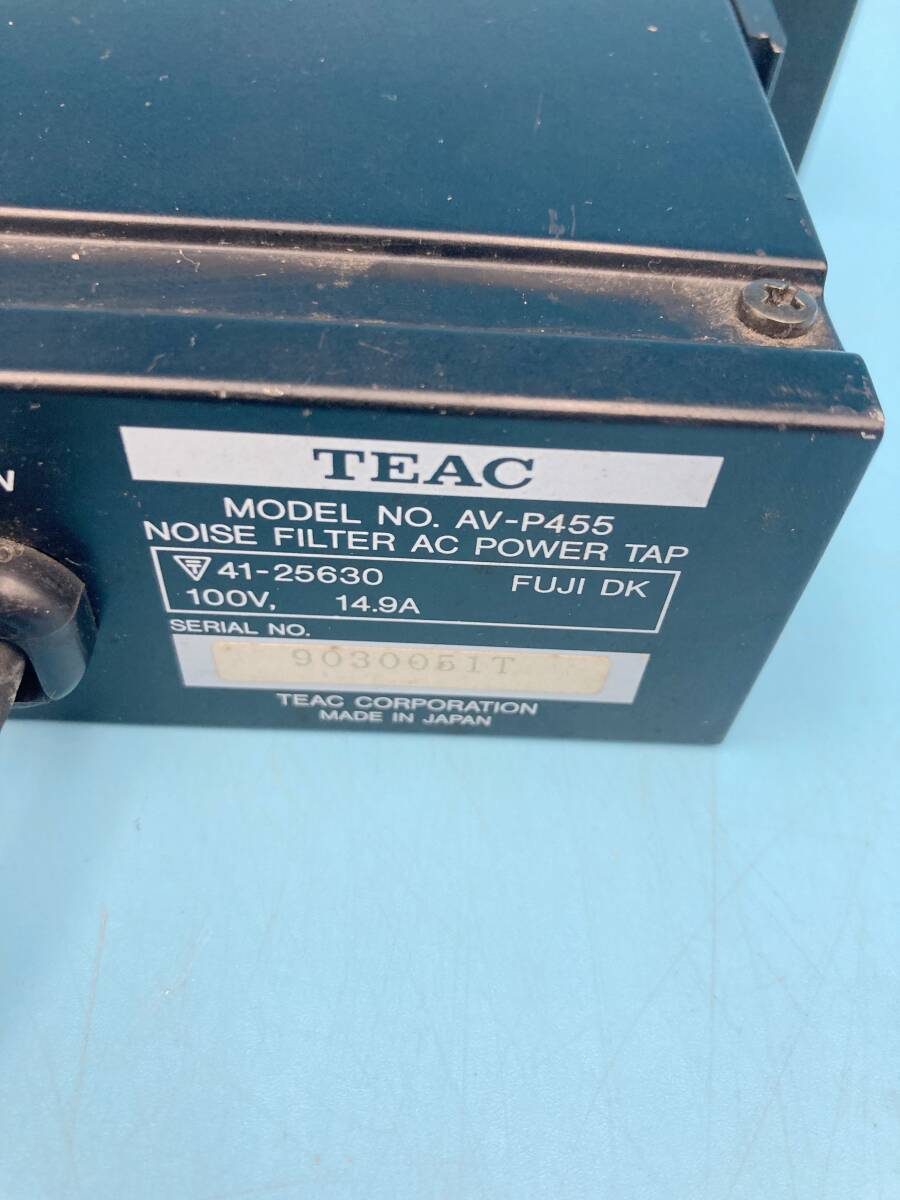 TEAC
MODEL NO. AV-P455
NOISE FILTER AC POWER TAP
41-25630 FUJI DK
100V, 14.9A
SERIAL NO.
TEAC CORPORATION
MADE IN JAPAN
N